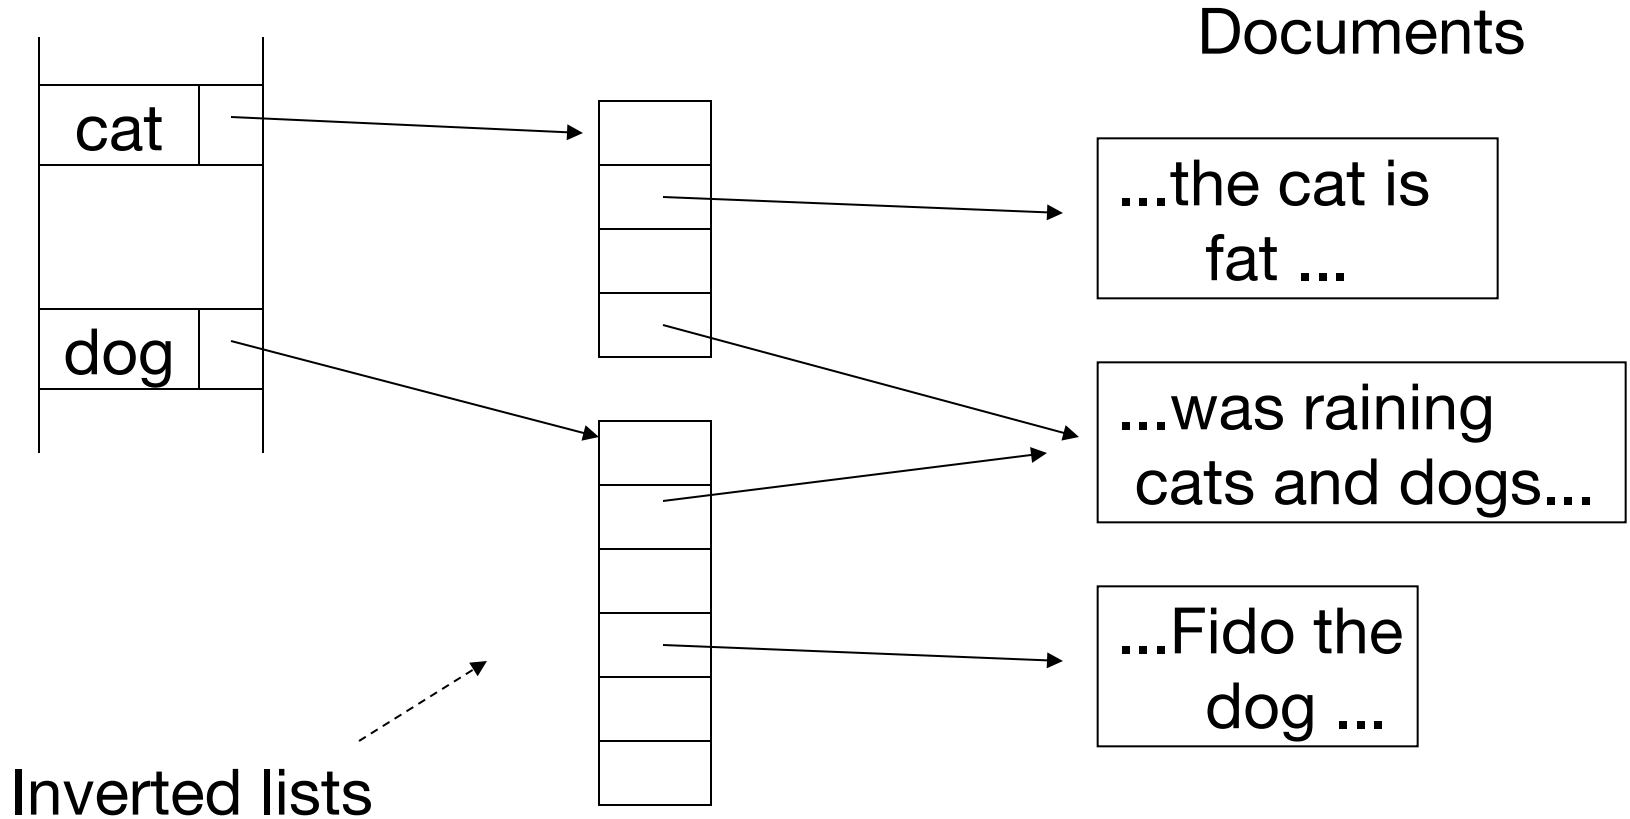 Documents
cat
dog
...the cat is
fat ...
...was raining
cats and dogs...
...Fido the
dog ...
Inverted lists